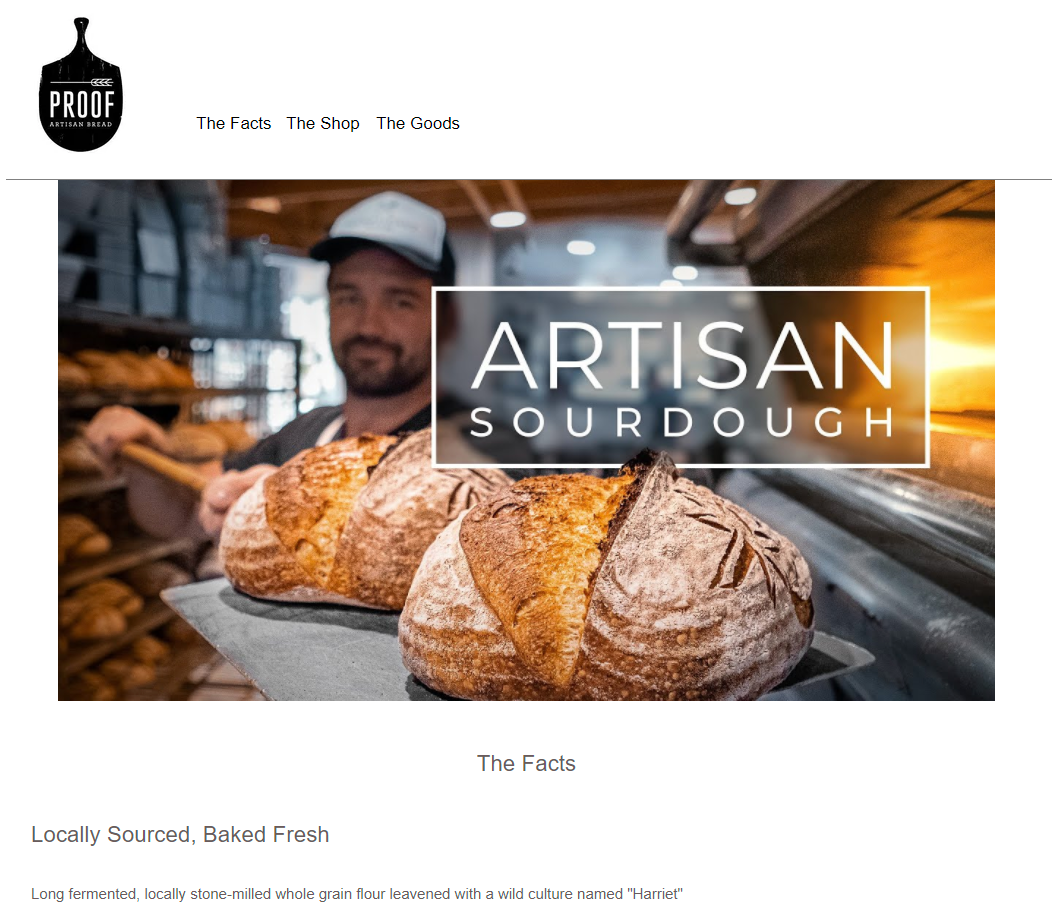 PROOF
ARTISAN BREAD
The Facts The Shop The Goods
ARTISAN
SOURDOUGH
The Facts
Locally Sourced, Baked Fresh
Long fermented, locally stone-milled whole grain flour leavened with a wild culture named "Harriet"